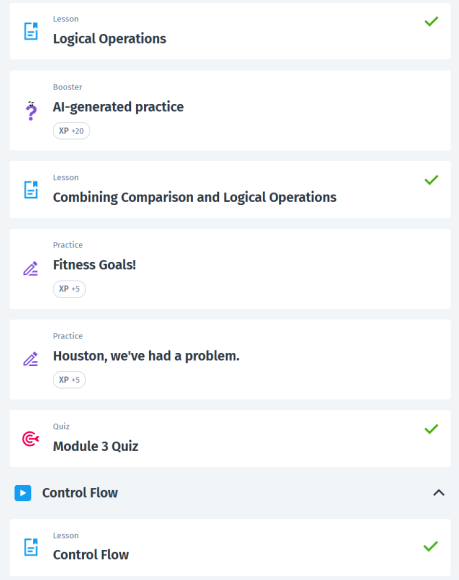 Lesson
Logical Operations
Booster
AI-generated practice
XP +20
Lesson
Combining Comparison and Logical Operations
Practice
Fitness Goals!
XP +5
Practice
Houston, we've had a problem.
XP +5
Quiz
Module 3 Quiz
Control Flow
Lesson
Control Flow